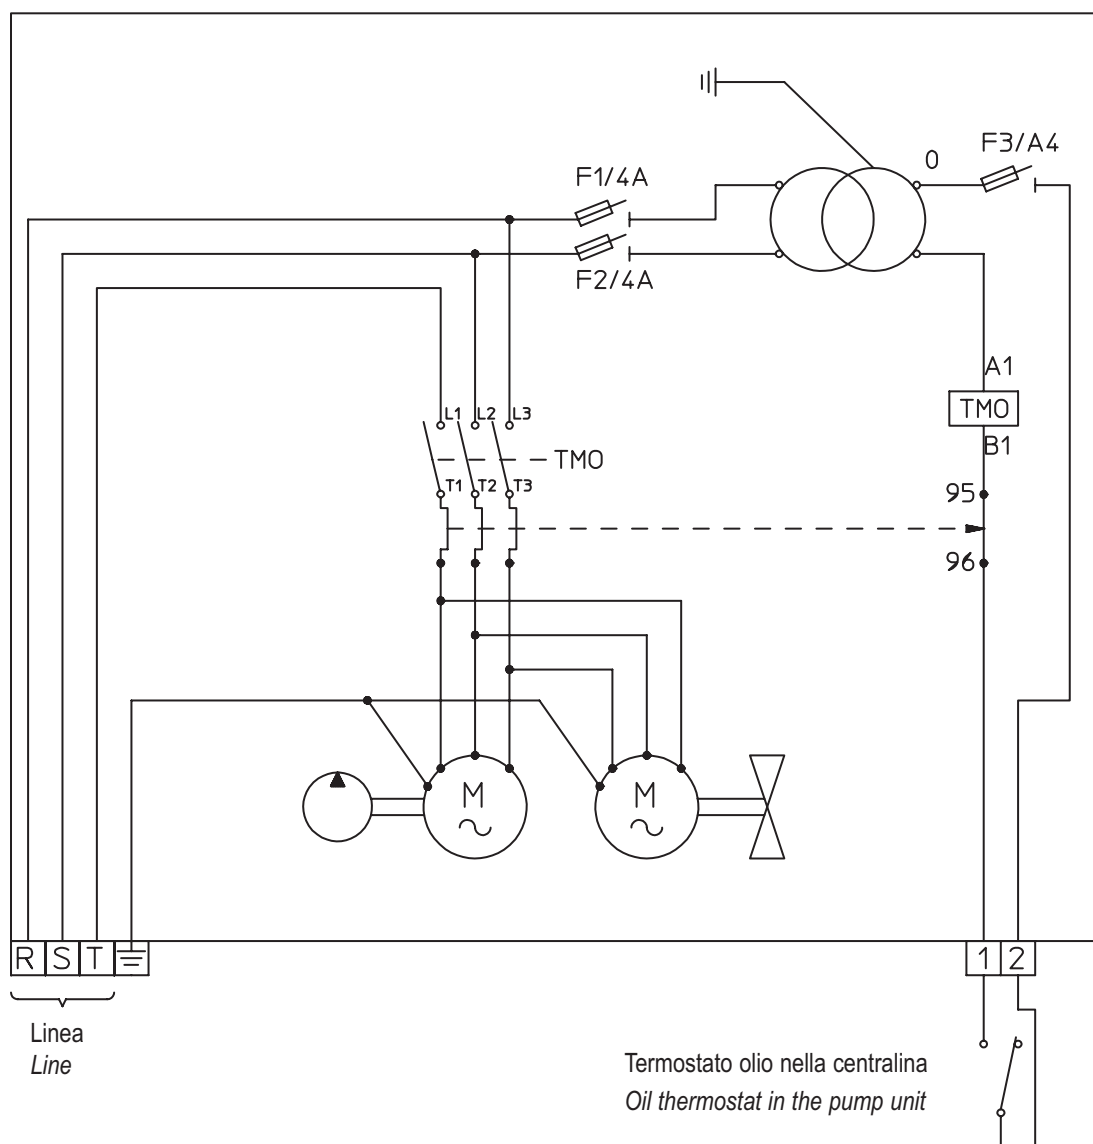 0
F3/A4
F1/4A
F2/4A
A1
TMO
B1
L1 L2 L3
TMO
T1 T2 T3
95
96
M
M
R S T
1 2
Linea
Line
Termostato olio nella centralina
Oil thermostat in the pump unit